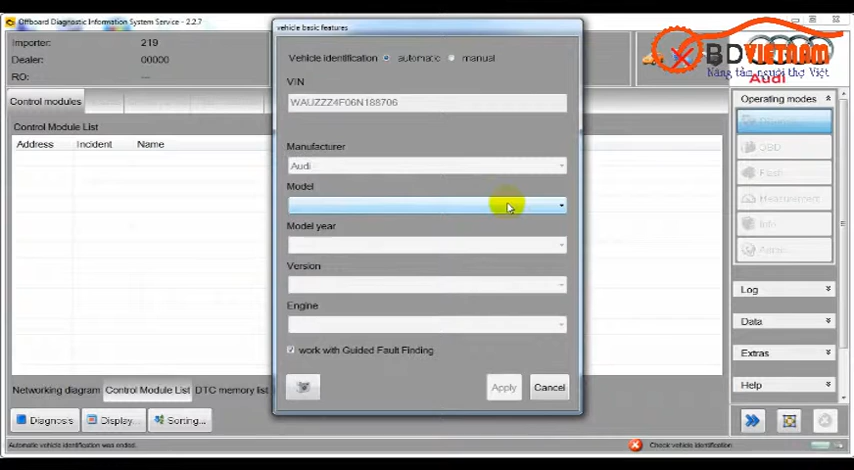 Offboard Diagnostic Information System Service - 2.2.7
Importer: 219
Dealer: 00000
RO: ---
Control modules
Control Module List
Address Incident Name
vehicle basic features
Vehicle identification automatic manual
VIN
WAUZZZ4F06N188706
Manufacturer
Audi
Model
Model year
Version
Engine
work with Guided Fault Finding
Apply Cancel
BDVIETNAM
Nâng tầm người thợ Việt
Audi
Operating modes
OBD
Flash
Measurement
Info
Log
Data
Extras
Help
Networking diagram Control Module List DTC memory list
Diagnosis Display... Sorting...
Automatic vehicle identification was ended.
Check vehicle identification.